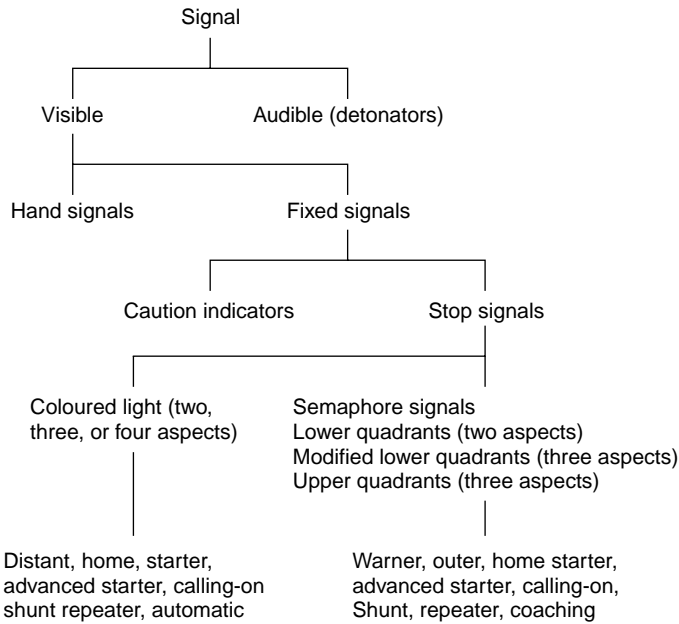 Signal
Visible
Audible (detonators)
Hand signals
Fixed signals
Caution indicators
Stop signals
Coloured light (two,
three, or four aspects)
Semaphore signals
Lower quadrants (two aspects)
Modified lower quadrants (three aspects)
Upper quadrants (three aspects)
Distant, home, starter,
advanced starter, calling-on
shunt repeater, automatic
Warner, outer, home starter,
advanced starter, calling-on,
Shunt, repeater, coaching